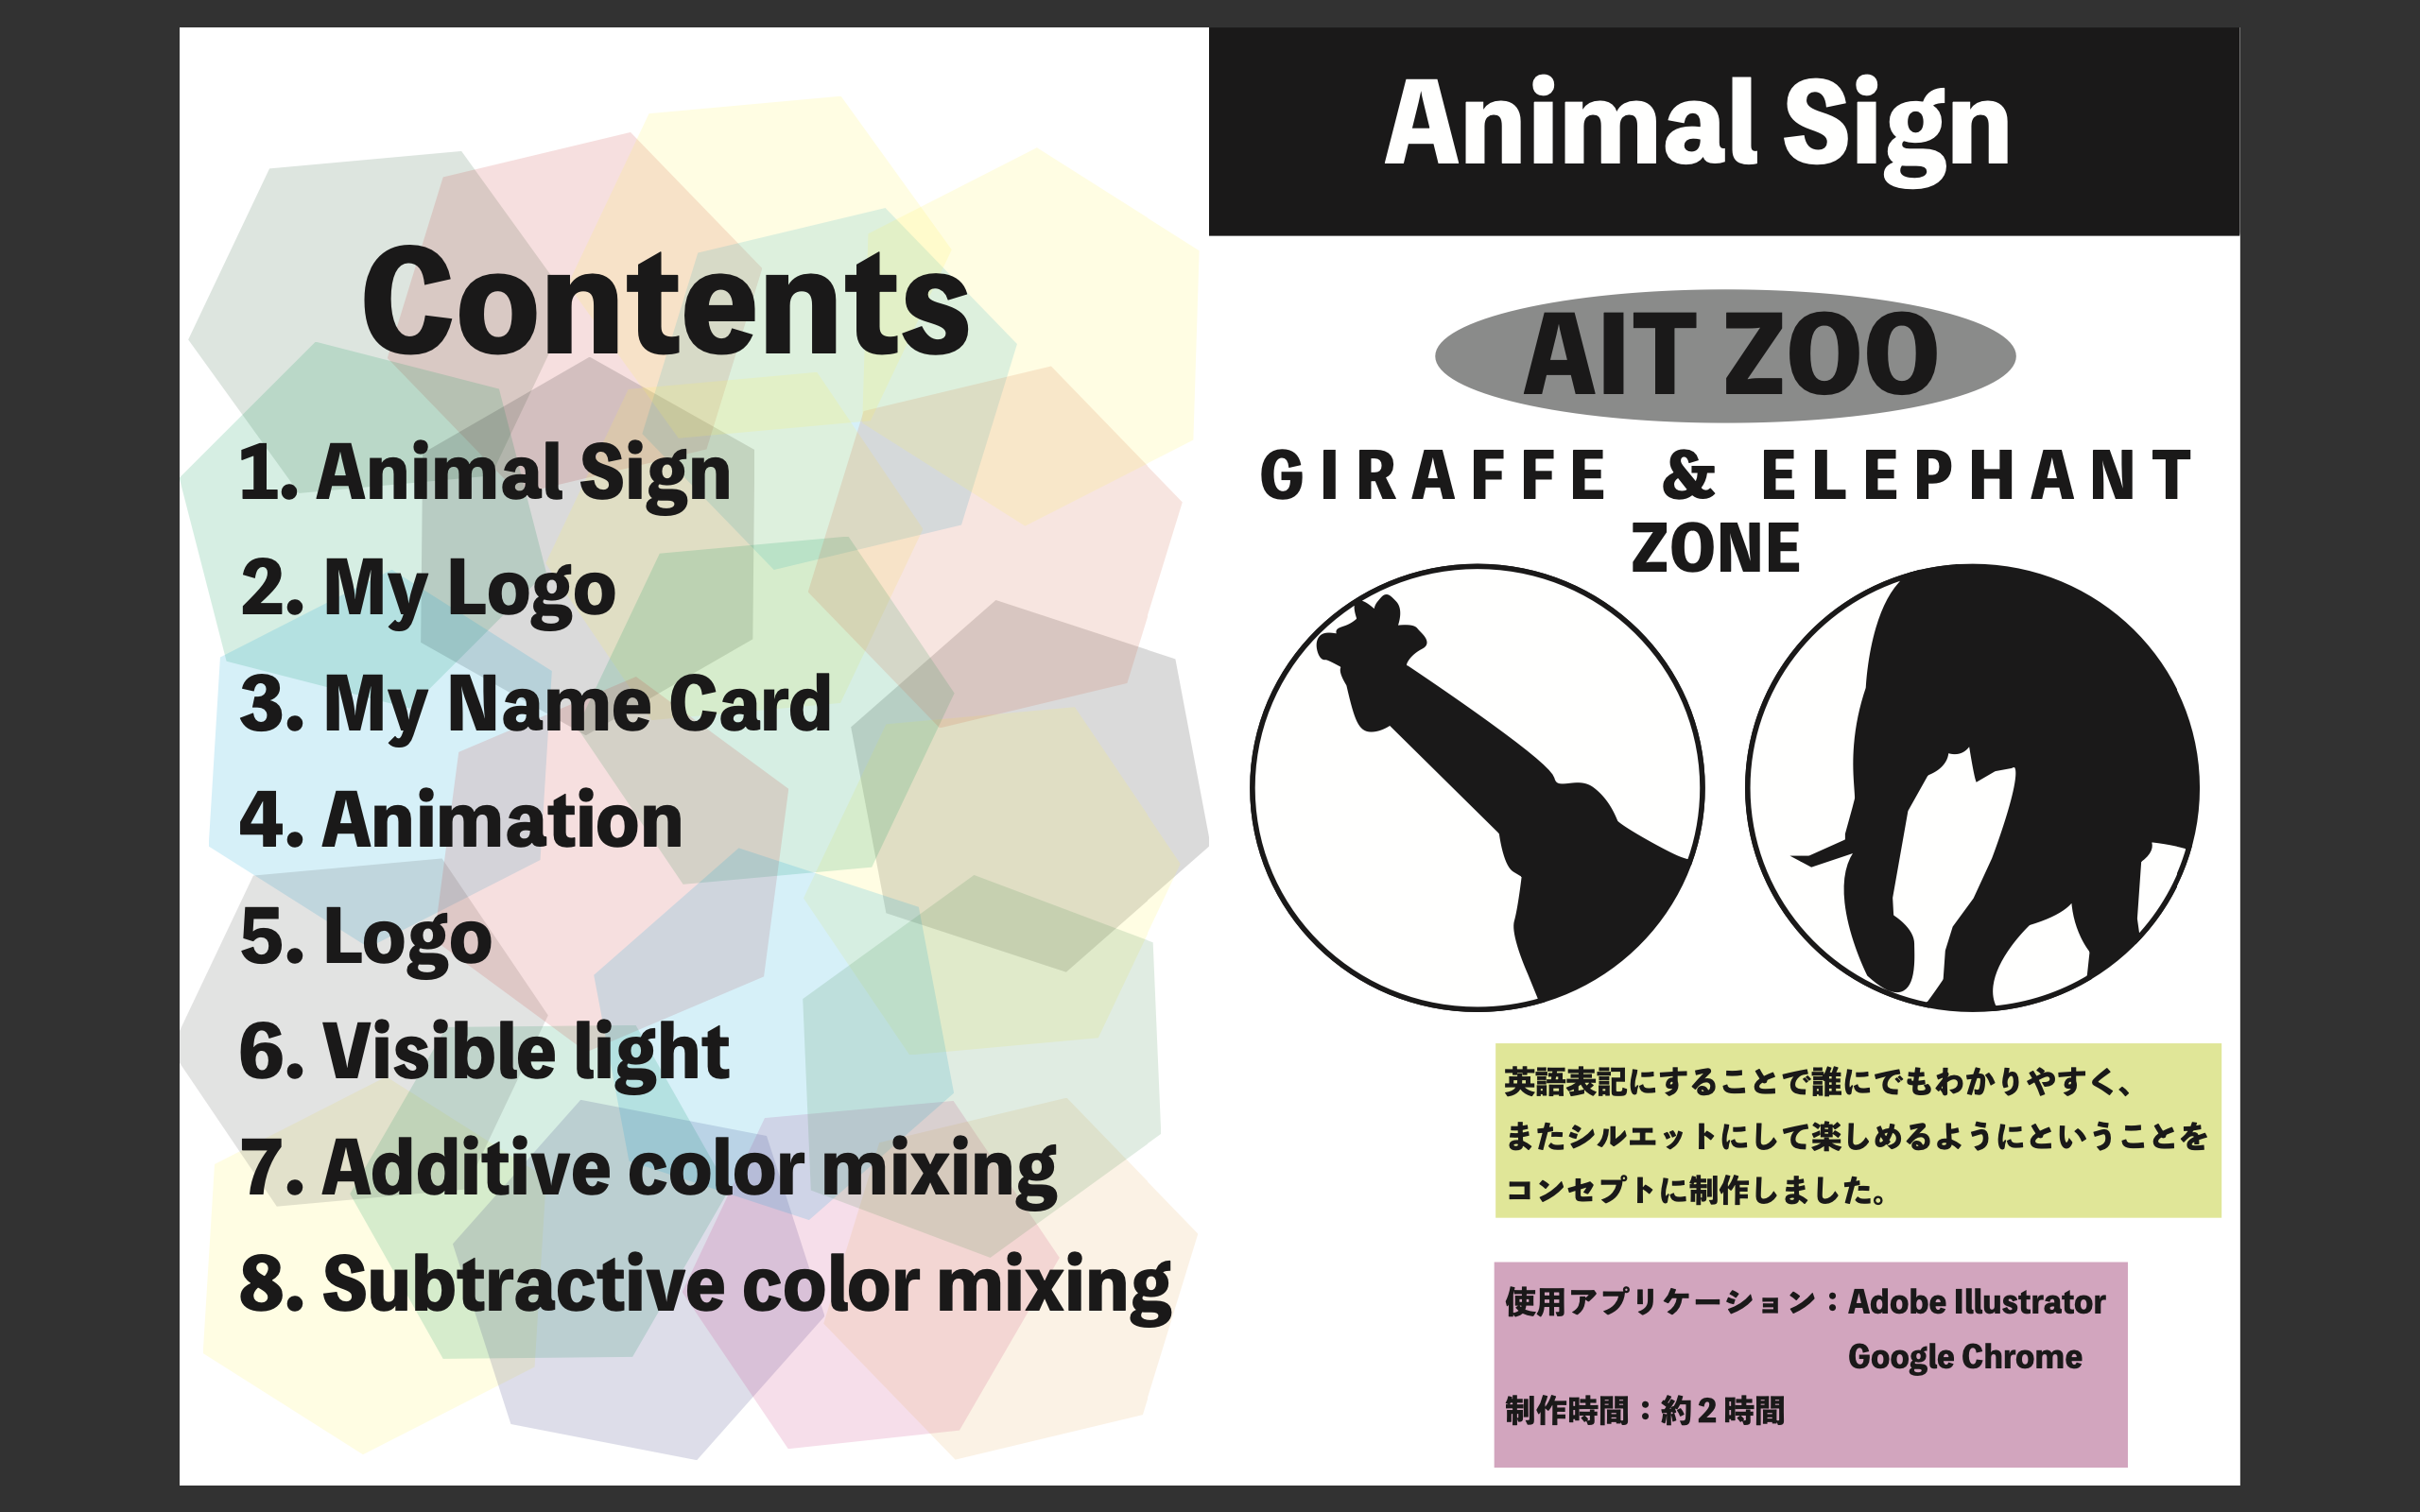 Contents
1. Animal Sign
2. My Logo
3. My Name Card
4. Animation
5. Logo
6. Visible light
7. Additive color mixing
8. Subtractive color mixing
Animal Sign
AIT ZOO
GIRAFFE & ELEPHANT
ZONE
英語表記にすることで誰にでもわかりやすく、
またシルエットにして楽しめるようにということを
コンセプトに制作しました。
使用アプリケーション：Adobe Illustrator
Google Chrome
制作時間：約2時間